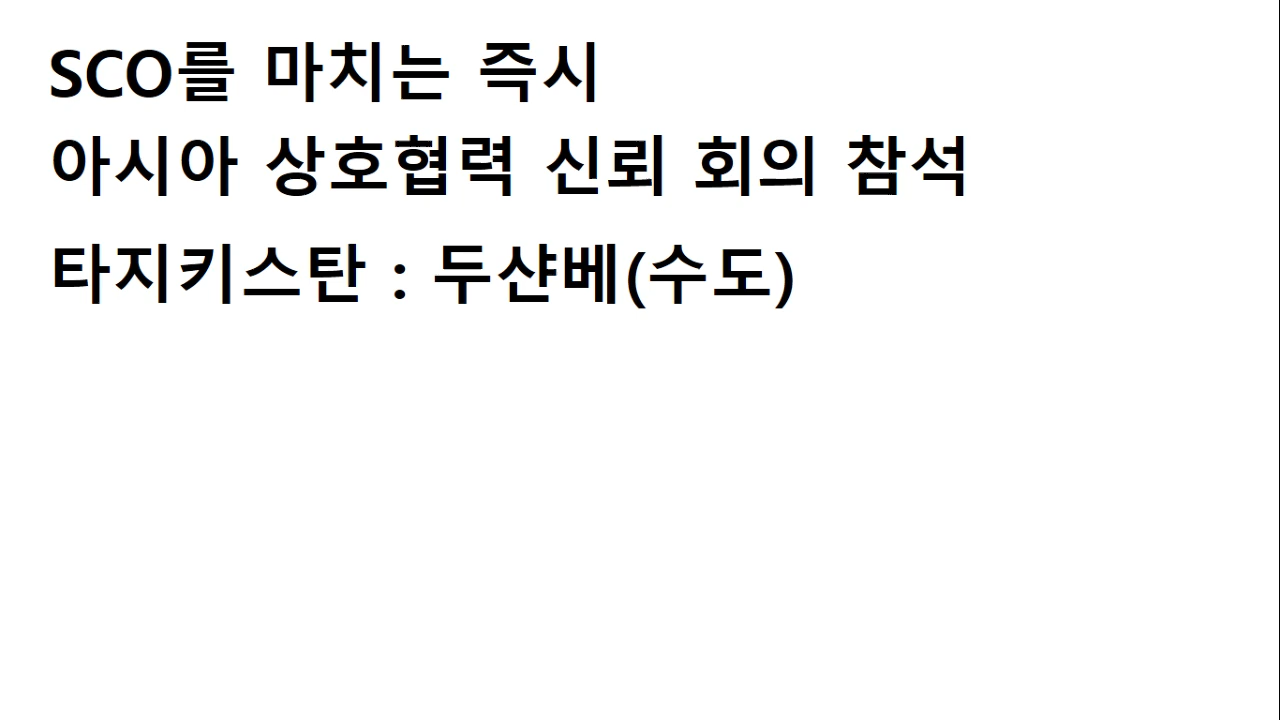 SCO를 마치는 즉시
아시아 상호협력 신뢰 회의 참석
타지키스탄 : 두샨베(수도)